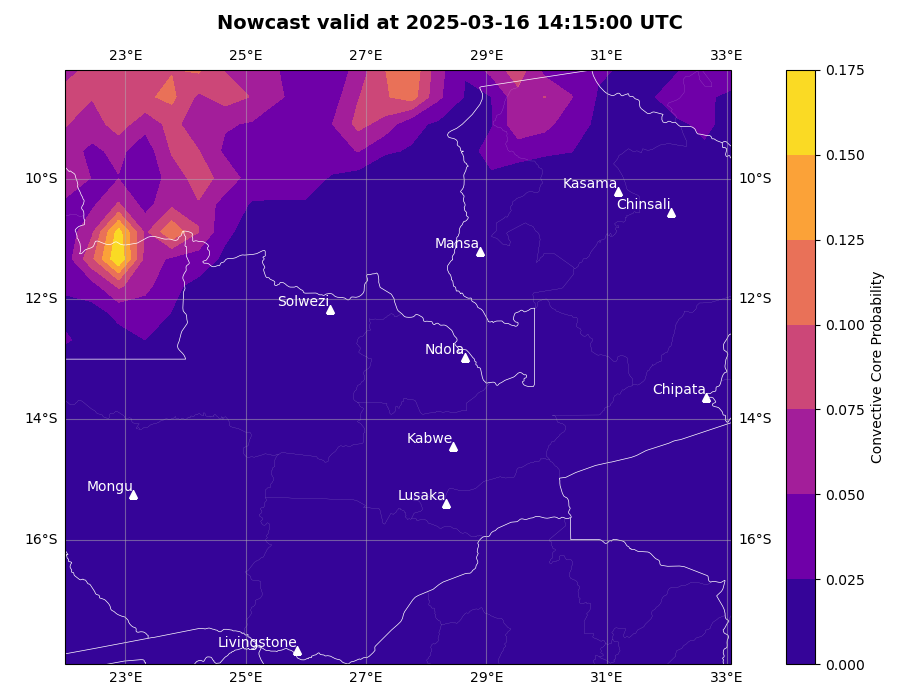 Nowcast valid at 2025-03-16 14:15:00 UTC
23°E 25°E 27°E 29°E 31°E 33°E
0.175
0.150
10°S 10°S
Kasama
Chinsali
0.125
Mansa
12°S 12°S
Solwezi
0.100
Ndola
Chipata
0.075
14°S 14°S
Kabwe
Mongu
Lusaka
0.050
16°S 16°S
0.025
Livingstone
0.000
23°E 25°E 27°E 29°E 31°E 33°E
Convective Core Probability